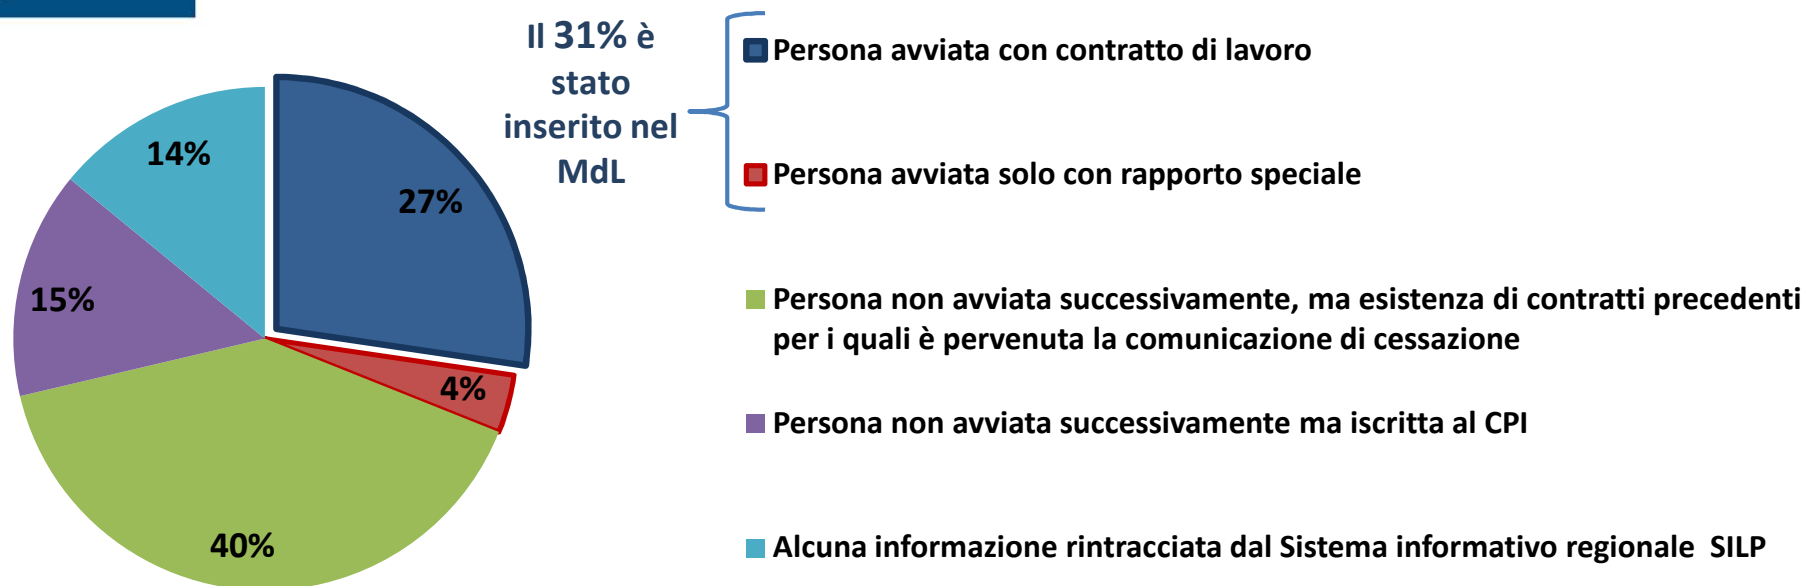 Il 31% è
stato
inserito nel
MdL
Persona avviata con contratto di lavoro
Persona avviata solo con rapporto speciale
Persona non avviata successivamente, ma esistenza di contratti precedenti
per i quali è pervenuta la comunicazione di cessazione
Persona non avviata successivamente ma iscritta al CPI
Alcuna informazione rintracciata dal Sistema informativo regionale SILP
14%
27%
15%
4%
40%